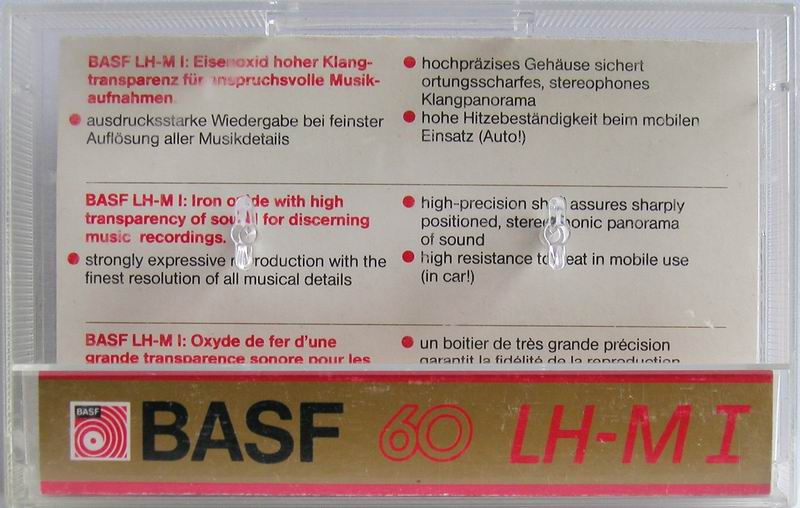 BASF LH-M I: Eisenoxid hoher Klang-
transparenz für anspruchsvolle Musik-
aufnahmen
ausdrucksstarke Wiedergabe bei feinster
Auflösung aller Musikdetails
hochpräzises Gehäuse sichert
ortungsscharfes, stereophones
Klangpanorama
hohe Hitzebeständigkeit beim mobilen
Einsatz (Auto!)
BASF LH-M I: Iron oxide with high
transparency of sound for discerning
music recordings.
strongly expressive reproduction with the
finest resolution of all musical details
high-precision shell assures sharply
positioned, stereophonic panorama
of sound
high resistance to heat in mobile use
(in car!)
BASF LH-M I: Oxyde de fer d'une
grande transparence sonore pour les
un boitier de très grande précision
garantit la fidélité de la reproduction
BASF
BASF 60 LH-M I